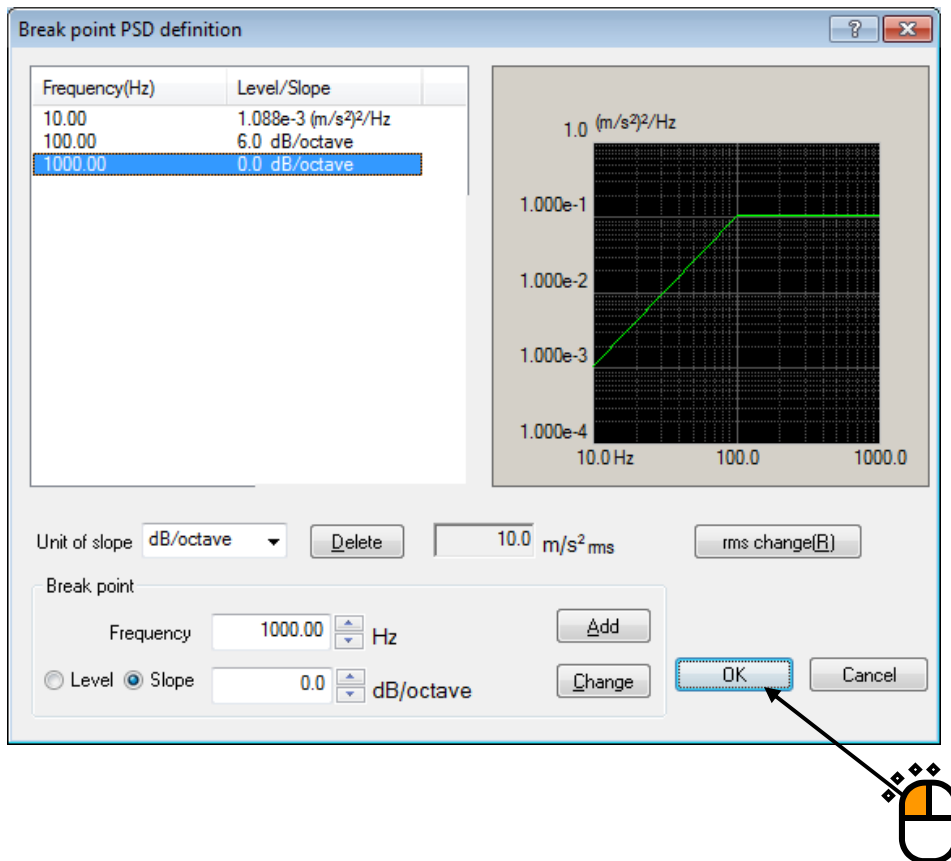 Break point PSD definition
Frequency(Hz) Level/Slope
10.00 1.088e-3 (m/s²)²/Hz
100.00 6.0 dB/octave
1000.00 0.0 dB/octave
1.0 (m/s²)²/Hz
1.000e-1
1.000e-2
1.000e-3
1.000e-4
10.0 Hz 100.0 1000.0
Unit of slope dB/octave Delete 10.0 m/s² rms rms change(R)
Break point
Frequency 1000.00 Hz Add
Level Slope 0.0 dB/octave Change OK Cancel